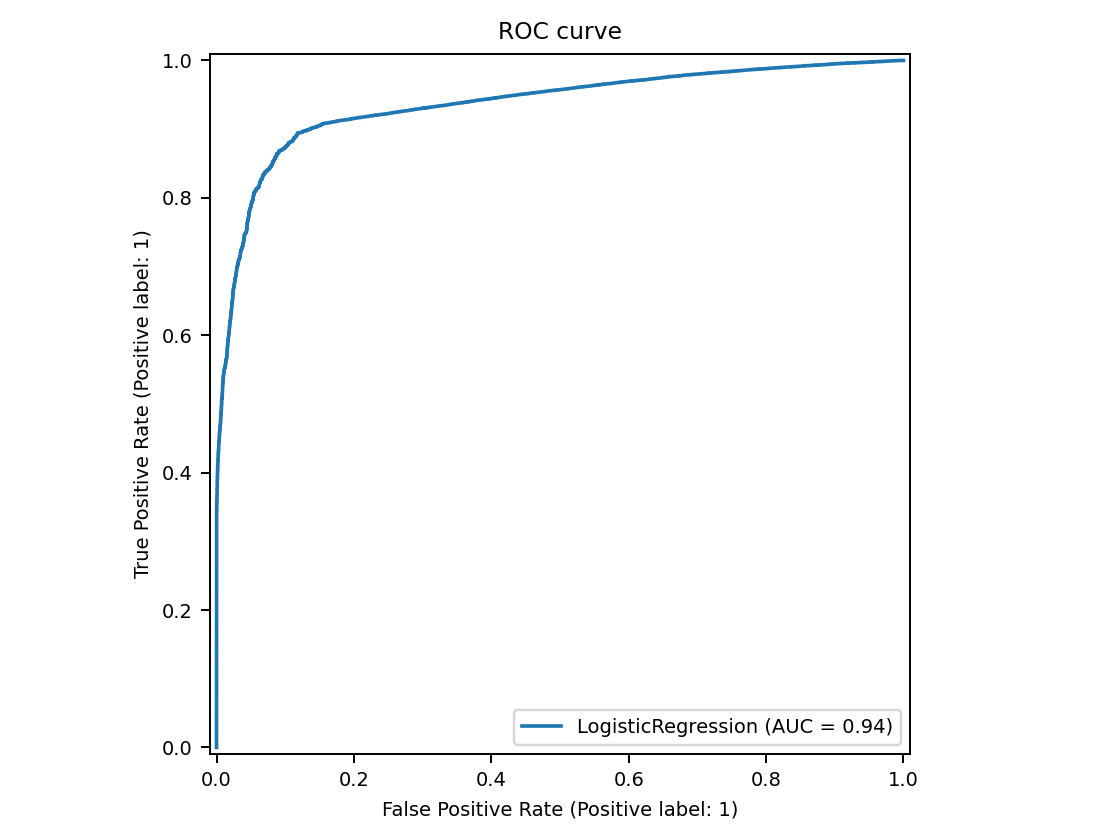 ROC curve
1.0
0.8
0.6
0.4
0.2
0.0
True Positive Rate (Positive label: 1)
LogisticRegression (AUC = 0.94)
0.0 0.2 0.4 0.6 0.8 1.0
False Positive Rate (Positive label: 1)